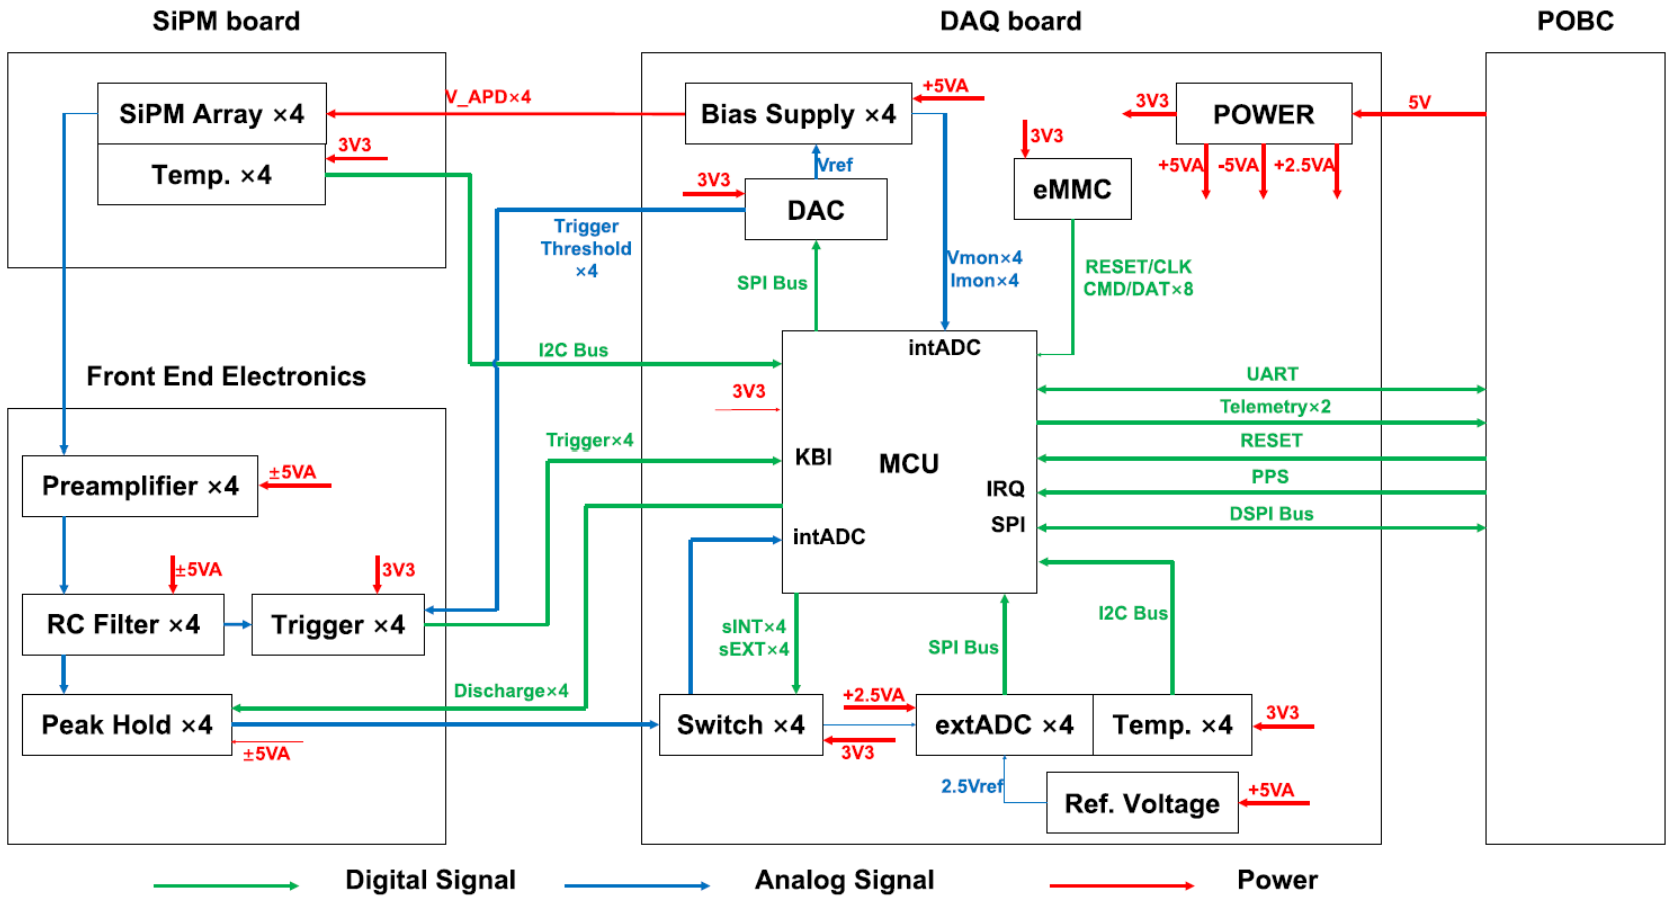 SiPM board
DAQ board
POBC
SiPM Array ×4
Temp. ×4
3V3
V_APD×4
Bias Supply ×4
+5VA
Vref
3V3
DAC
Trigger
Threshold
×4
SPI Bus
Vmon×4
Imon×4
3V3
eMMC
RESET/CLK
CMD/DAT×8
3V3
POWER
5V
+5VA
-5VA
+2.5VA
I2C Bus
intADC
3V3
KBI
MCU
IRQ
SPI
intADC
UART
Telemetry×2
RESET
PPS
DSPI Bus
Front End Electronics
Preamplifier ×4
±5VA
±5VA
3V3
RC Filter ×4
Trigger ×4
Trigger×4
Discharge×4
Peak Hold ×4
±5VA
sINT×4
sEXT×4
SPI Bus
I2C Bus
Switch ×4
+2.5VA
3V3
extADC ×4
Temp. ×4
3V3
2.5Vref
Ref. Voltage
+5VA
Digital Signal
Analog Signal
Power